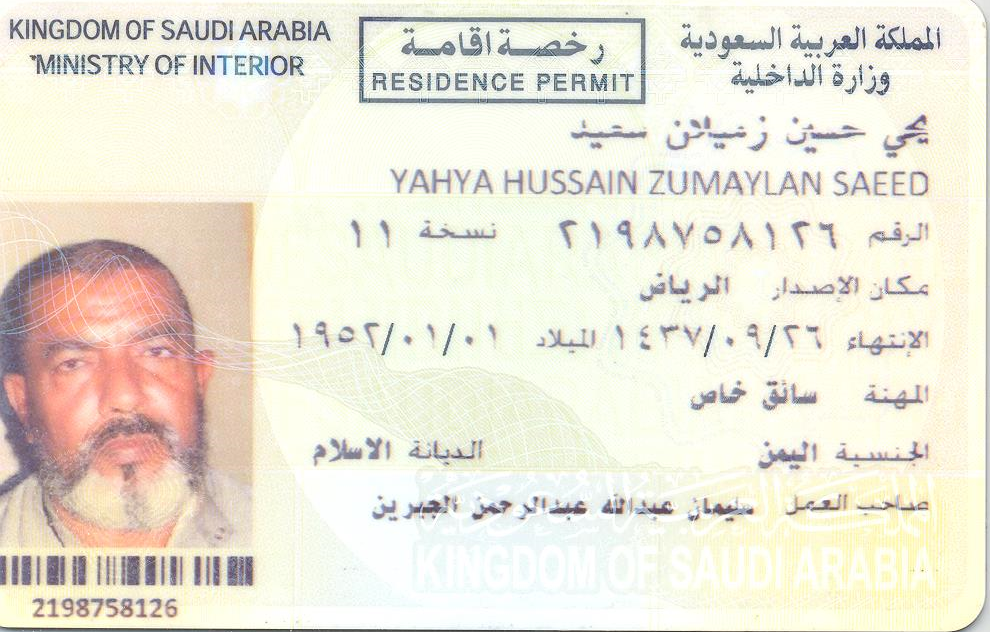 KINGDOM OF SAUDI ARABIA
MINISTRY OF INTERIOR
رخصة اقامة
RESIDENCE PERMIT
المملكة العربية السعودية
وزارة الداخلية
يحي حسين زميلان سعيد
YAHYA HUSSAIN ZUMAYLAN SAEED
الرقم ٢١٩٨٧٥٨١٢٦ نسخة ١١
مكان الإصدار الرياض
الإنتهاء ١٤٣٧/٠٩/٢٦ الميلاد ١٩٥٢/٠١/٠١
المهنة سائق خاص
الجنسية اليمن الديانة الاسلام
صاحب العمل سليمان عبدالله عبدالرحمن الجبرين
KINGDOM OF SAUDI ARABIA
2198758126